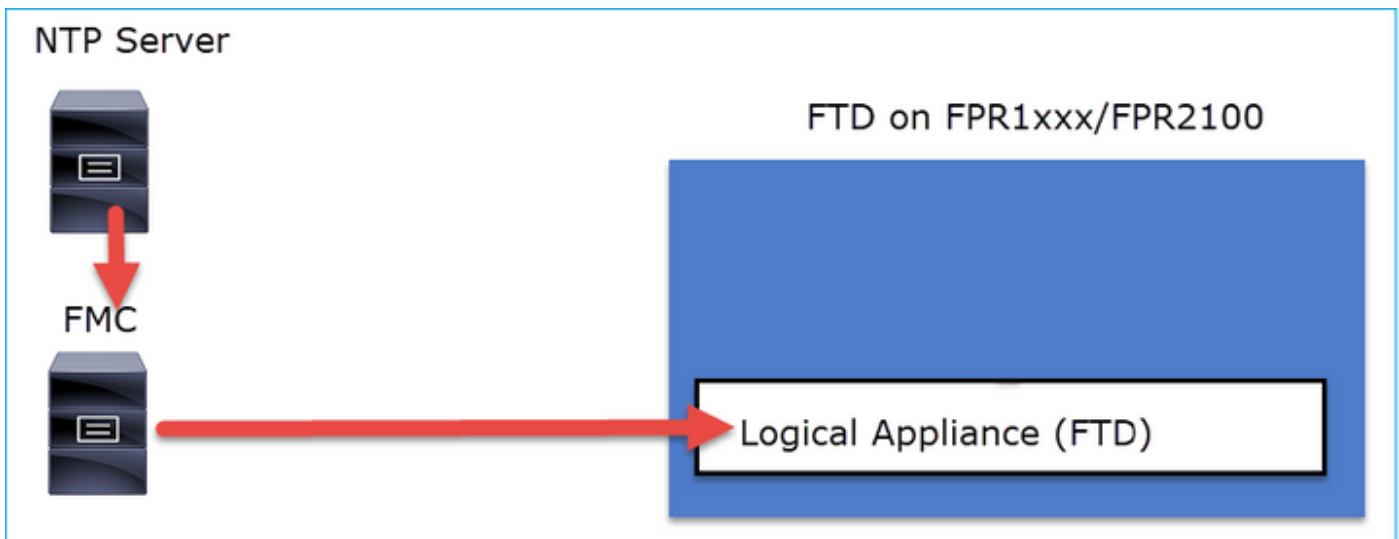 NTP Server
FTD on FPR1xxx/FPR2100
FMC
Logical Appliance (FTD)